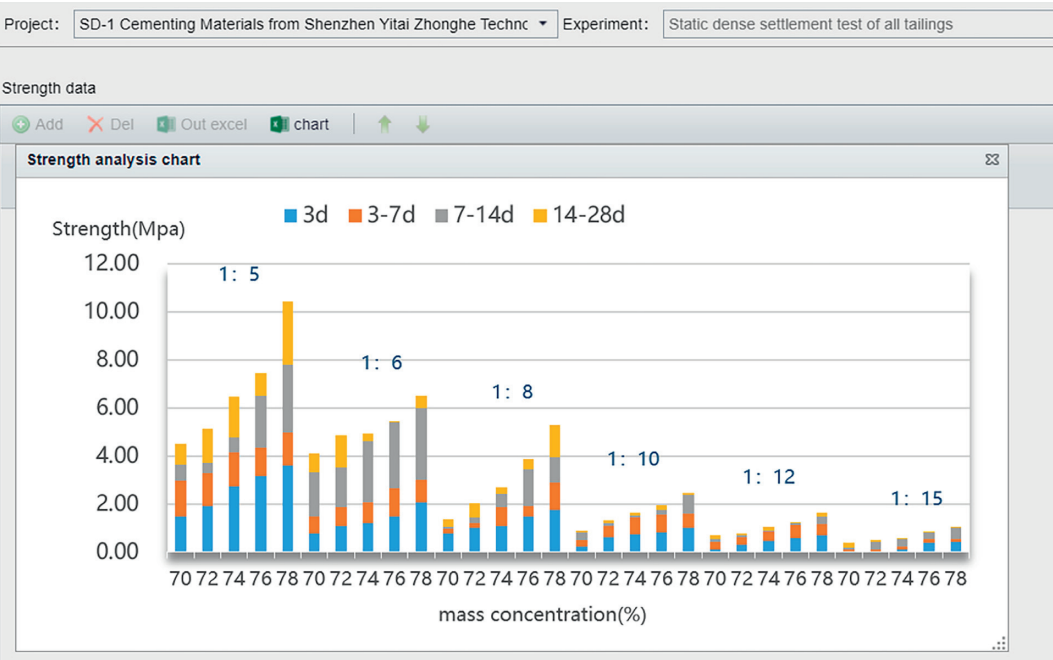 Project: SD-1 Cementing Materials from Shenzhen Yitai Zhonghe Techno Experiment: Static dense settlement test of all tailings
Strength data
Add Del Out excel chart
Strength analysis chart
3d 3-7d 7-14d 14-28d
Strength(Mpa)
12.00
1: 5
10.00
8.00
1: 6
1: 8
6.00
4.00
1: 10
1: 12
2.00
1: 15
0.00
70 72 74 76 78 70 72 74 76 78 70 72 74 76 78 70 72 74 76 78 70 72 74 76 78 70 72 74 76 78
mass concentration(%)